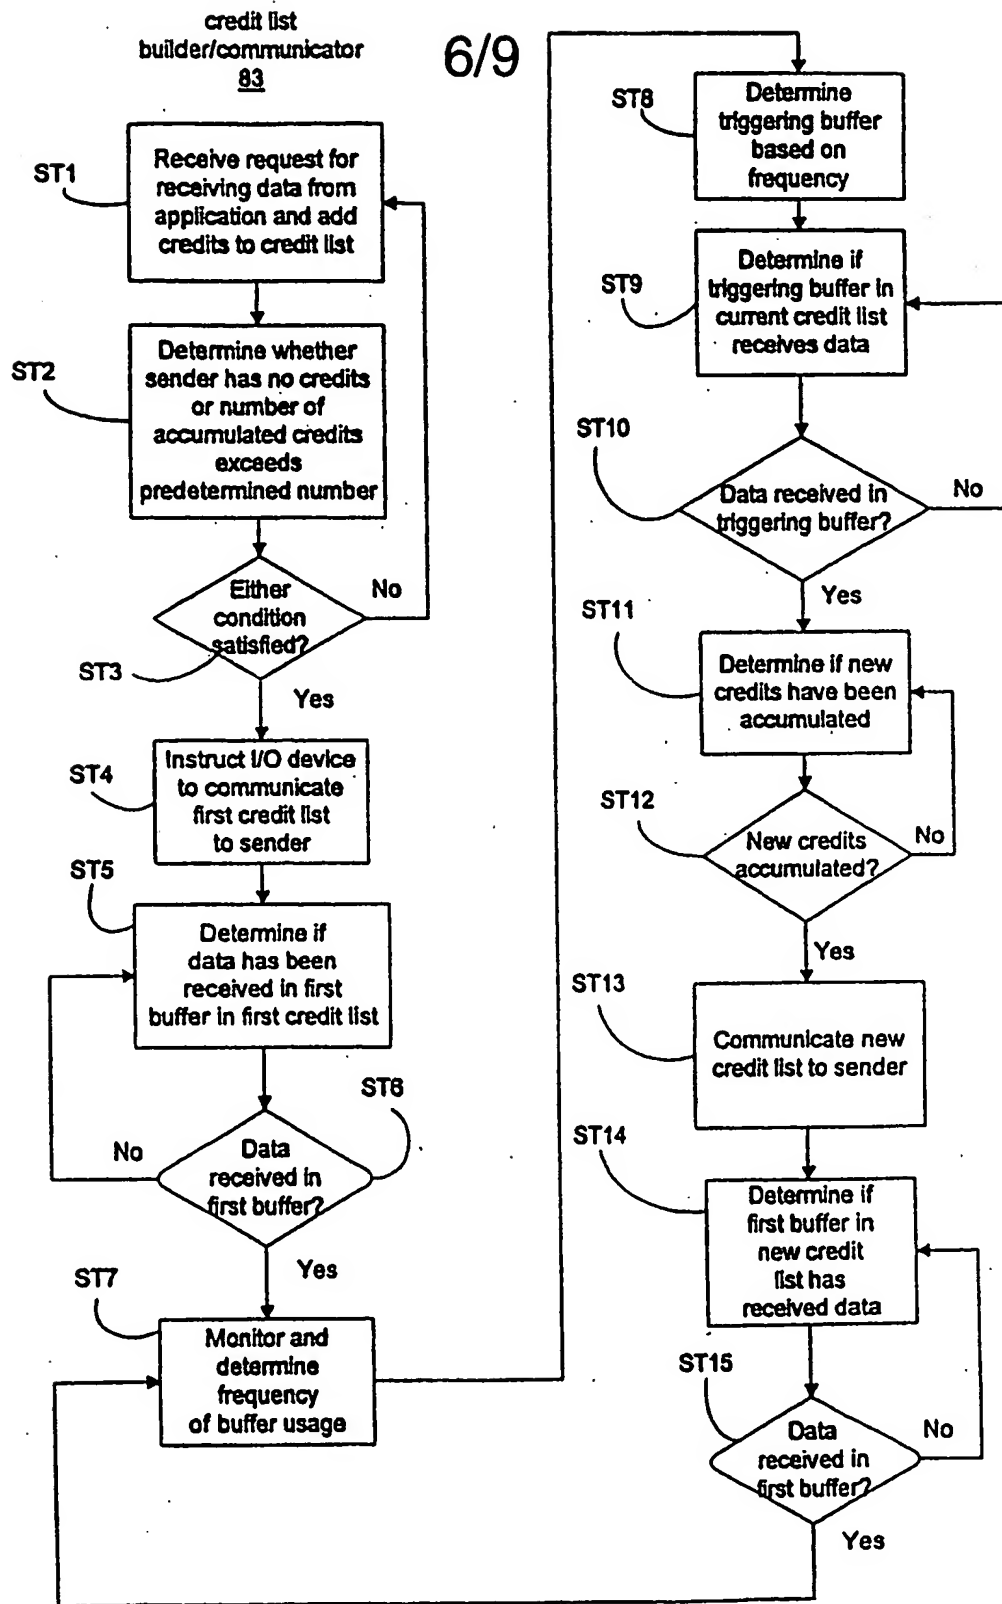 credit list
builder/communicator
83
6/9
ST1
Receive request for
receiving data from
application and add
credits to credit list
ST2
Determine whether
sender has no credits
or number of
accumulated credits
exceeds
predetermined number
Either
condition
satisfied?
No
ST3
Yes
ST4
Instruct I/O device
to communicate
first credit list
to sender
ST5
Determine if
data has been
received in first
buffer in first credit list
ST6
No
Data
received in
first buffer?
Yes
ST7
Monitor and
determine
frequency
of buffer usage
ST8
Determine
triggering buffer
based on
frequency
ST9
Determine if
triggering buffer in
current credit list
receives data
ST10
Data received in
triggering buffer?
No
Yes
ST11
Determine if new
credits have been
accumulated
ST12
New credits
accumulated?
No
Yes
ST13
Communicate new
credit list to sender
ST14
Determine if
first buffer in
new credit
list has
received data
ST15
Data
received in
first buffer?
No
Yes